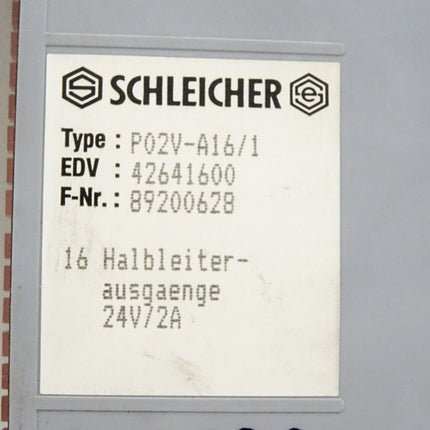 S SCHLEICHER e
Type : P02V-A16/1
EDV : 42641600
F-Nr. : 89200628
16 Halbleiter-
ausgaenge
24V/2A